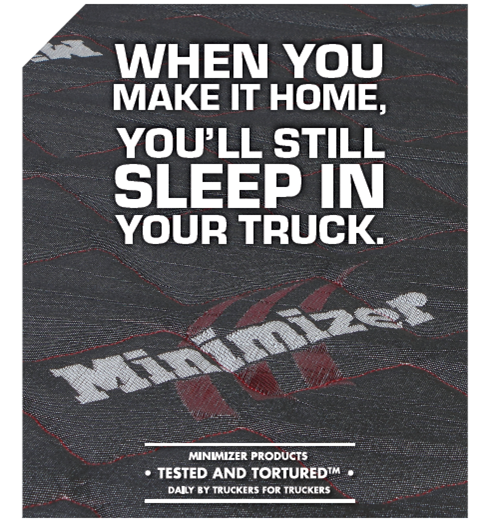 WHEN YOU
MAKE IT HOME,
YOU'LL STILL
SLEEP IN
YOUR TRUCK.
Minimizer
MINIMIZER PRODUCTS
• TESTED AND TORTURED™ •
DAILY BY TRUCKERS FOR TRUCKERS